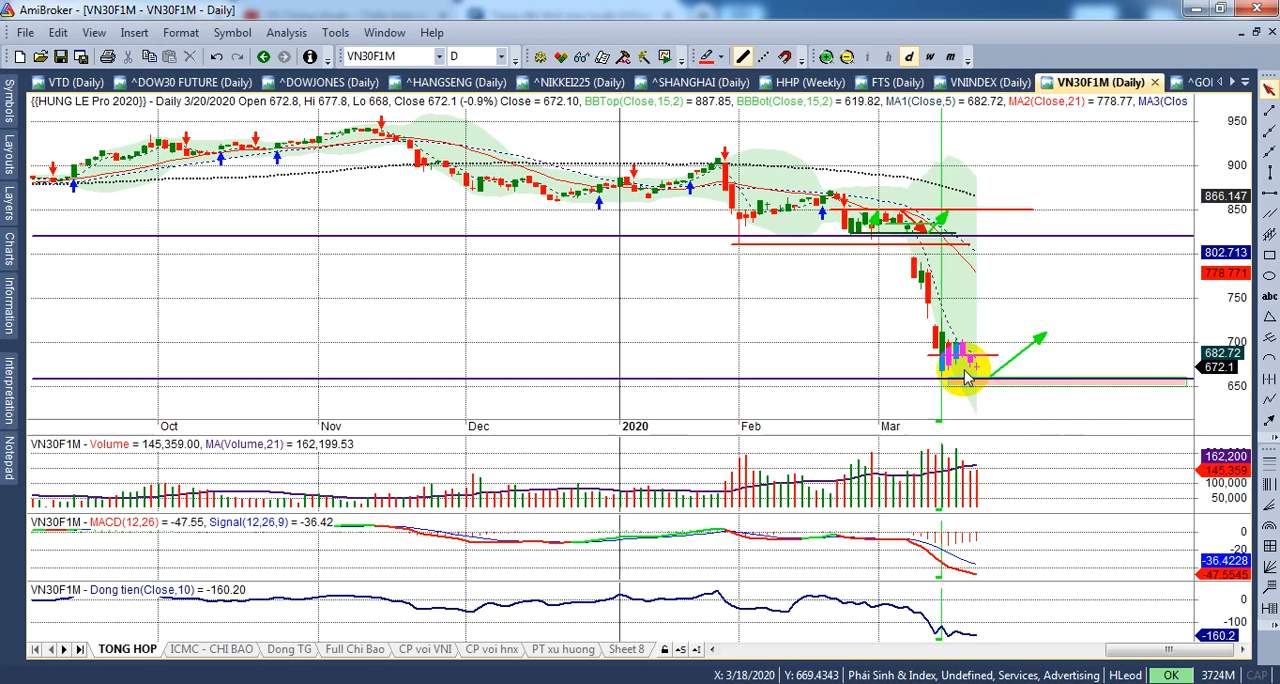 AmiBroker - [VN30F1M - VN30F1M - Daily]
File Edit View Insert Format Symbol Analysis Tools Window Help
VN30F1M D i h d w m
VTD (Daily) ^DOW30 FUTURE (Daily) ^DOWJONES (Daily) ^HANGSENG (Daily) ^NIKKEI225 (Daily) ^SHANGHAI (Daily) HHP (Weekly) FTS (Daily) VNINDEX (Daily) VN30F1M (Daily) ^GOI
{{HUNG LE Pro 2020}} - Daily 3/20/2020 Open 672.8, Hi 677.8, Lo 668, Close 672.1 (-0.9%) Close = 672.10, BBTop(Close,15,2) = 887.85, BBBot(Close,15,2) = 619.82, MA1(Close,5) = 682.72, MA2(Close,21) = 778.77, MA3(Clos
Symbols
Layouts
Layers
Charts
Information
Interpretation
Notepad
950
900
866.147
850
802.713
778.771
750
700
682.72
672.1
650
abc
Oct Nov Dec 2020 Feb Mar
VN30F1M - Volume = 145,359.00, MA(Volume,21) = 162,199.53
162,200
145,359
100,000
50,000
VN30F1M - MACD(12,26) = -47.55, Signal(12,26,9) = -36.42
0
-20
-36.4228
-47.5545
VN30F1M - Dong tien(Close,10) = -160.20
0
-100
-160.2
TONG HOP ICMC - CHI BAO Dong TG Full Chi Bao CP voi VNI CP voi hnx PT xu huong Sheet 8
X: 3/18/2020 Y: 669.4343 Phái Sinh & Index, Undefined, Services, Advertising HLeod OK 3724M CAP